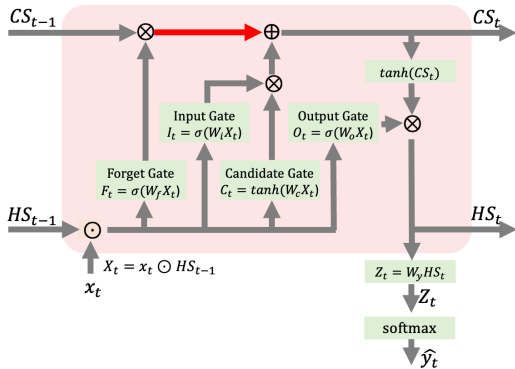 CS_{t−1}
CS_t
tanh(CS_t)
Input Gate
I_t = σ(W_i X_t)
Output Gate
O_t = σ(W_o X_t)
Forget Gate
F_t = σ(W_f X_t)
Candidate Gate
C_t = tanh(W_c X_t)
HS_{t−1}
HS_t
X_t = x_t ⊙ HS_{t−1}
x_t
Z_t = W_y HS_t
Z_t
softmax
ŷ_t